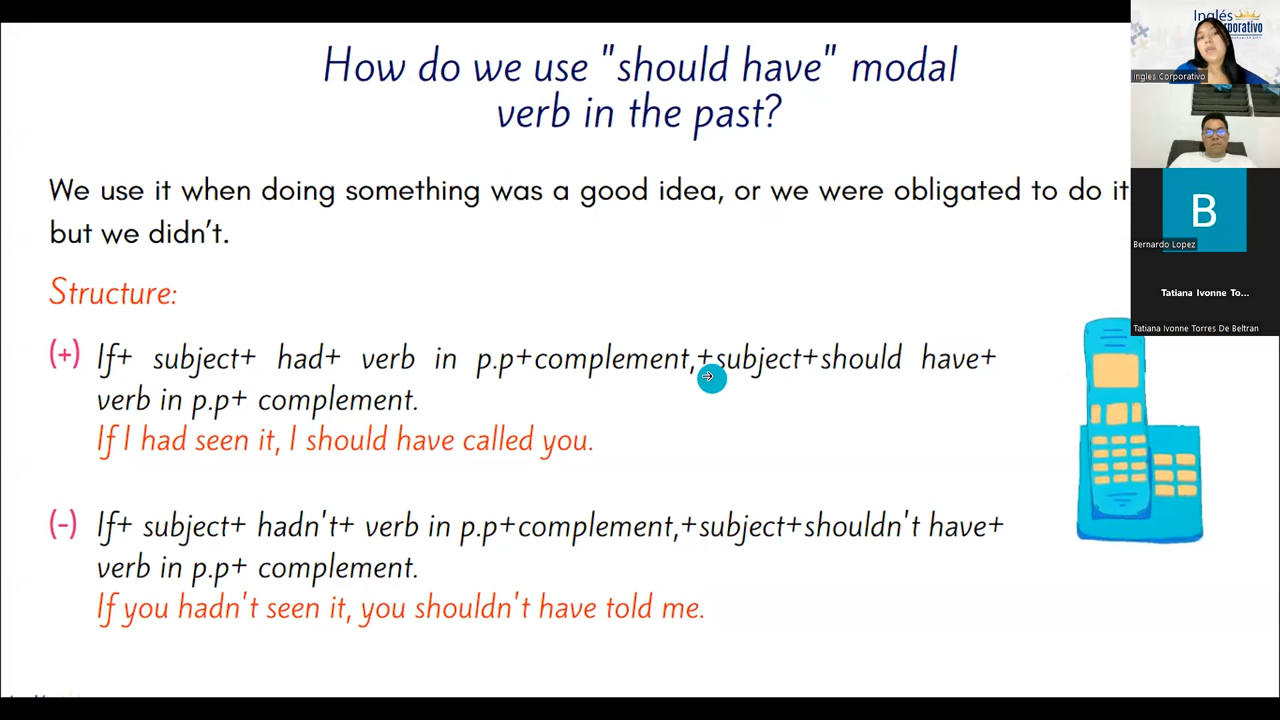 How do we use "should have" modal
verb in the past?
We use it when doing something was a good idea, or we were obligated to do it
but we didn't.
Structure:
(+) If+ subject+ had+ verb in p.p+complement,+subject+should have+
verb in p.p+ complement.
If I had seen it, I should have called you.
(-) If+ subject+ hadn't+ verb in p.p+complement,+subject+shouldn't have+
verb in p.p+ complement.
If you hadn't seen it, you shouldn't have told me.
Inglés
Ingles Corporativo
B
Bernardo Lopez
Tatiana Ivonne To...
Tatiana Ivonne Torres De Beltran